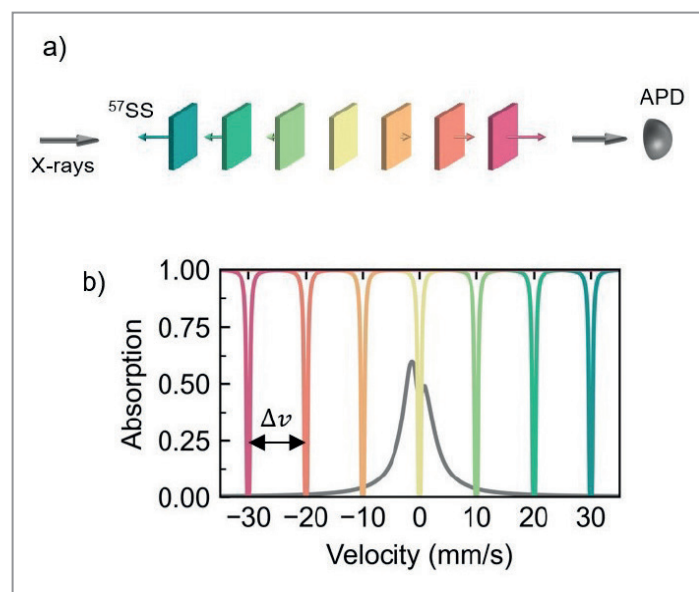 a)
⁵⁷SS
APD
X-rays
b)
1.00
0.75
0.50
0.25
0.00
Absorption
Δv
−30 −20 −10 0 10 20 30
Velocity (mm/s)